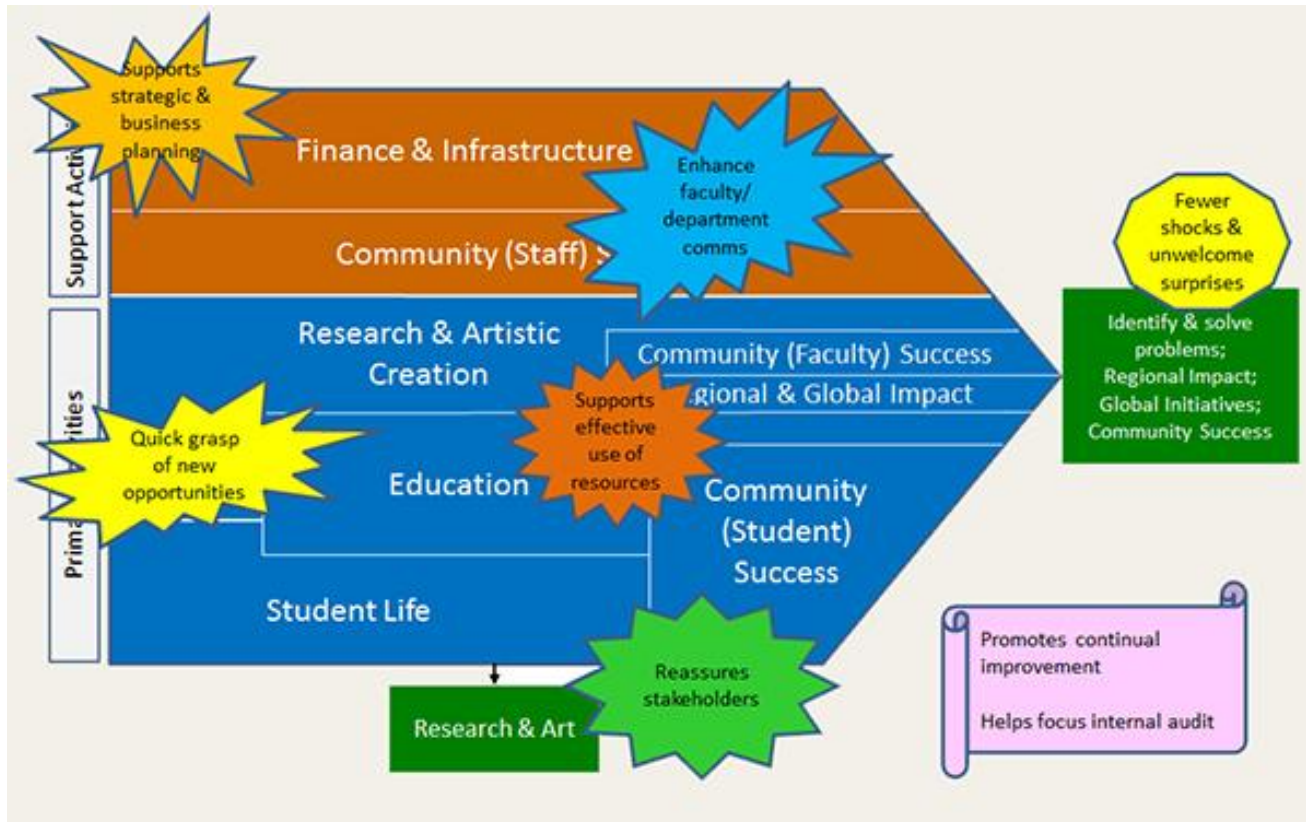 Supports
strategic &
business
planning
Support Activ
Finance & Infrastructure
Enhance
faculty/
department
comms
Community (Staff) S
Fewer
shocks &
unwelcome
surprises
Identify & solve
problems;
Regional Impact;
Global Initiatives;
Community Success
Research & Artistic
Creation
Community (Faculty) Success
egional & Global Impact
Supports
effective
use of
resources
Quick grasp
of new
opportunities
Prima
vities
Education
Community
(Student)
Success
Student Life
Reassures
stakeholders
Research & Art
Promotes continual
improvement
Helps focus internal audit